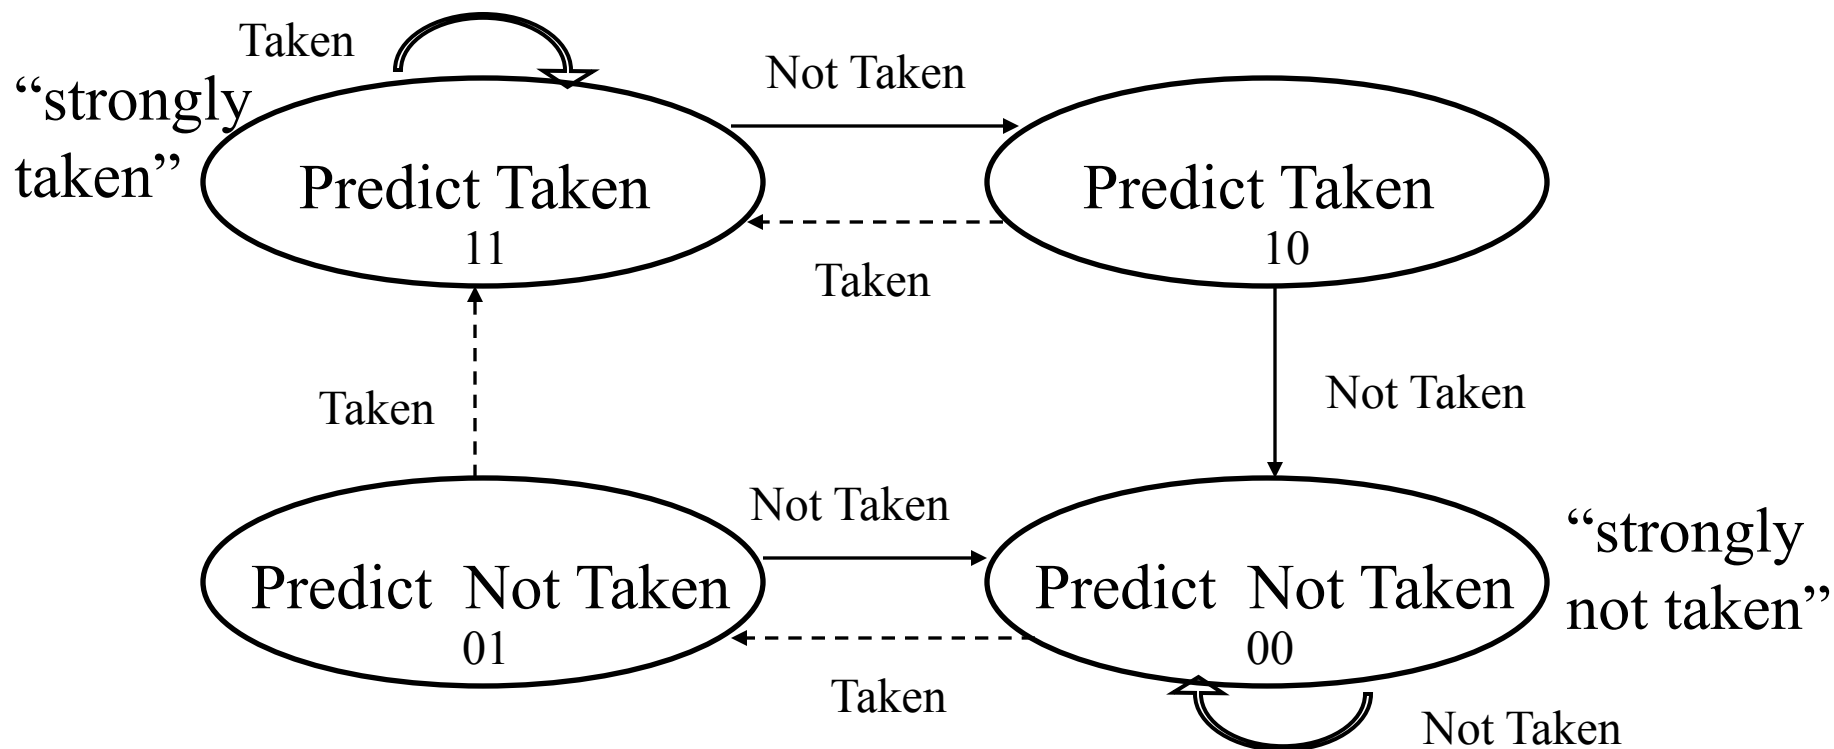 Taken
Not Taken
“strongly
taken”
Predict Taken
11
Predict Taken
10
Taken
Taken
Not Taken
Not Taken
“strongly
not taken”
Predict Not Taken
01
Predict Not Taken
00
Taken
Not Taken